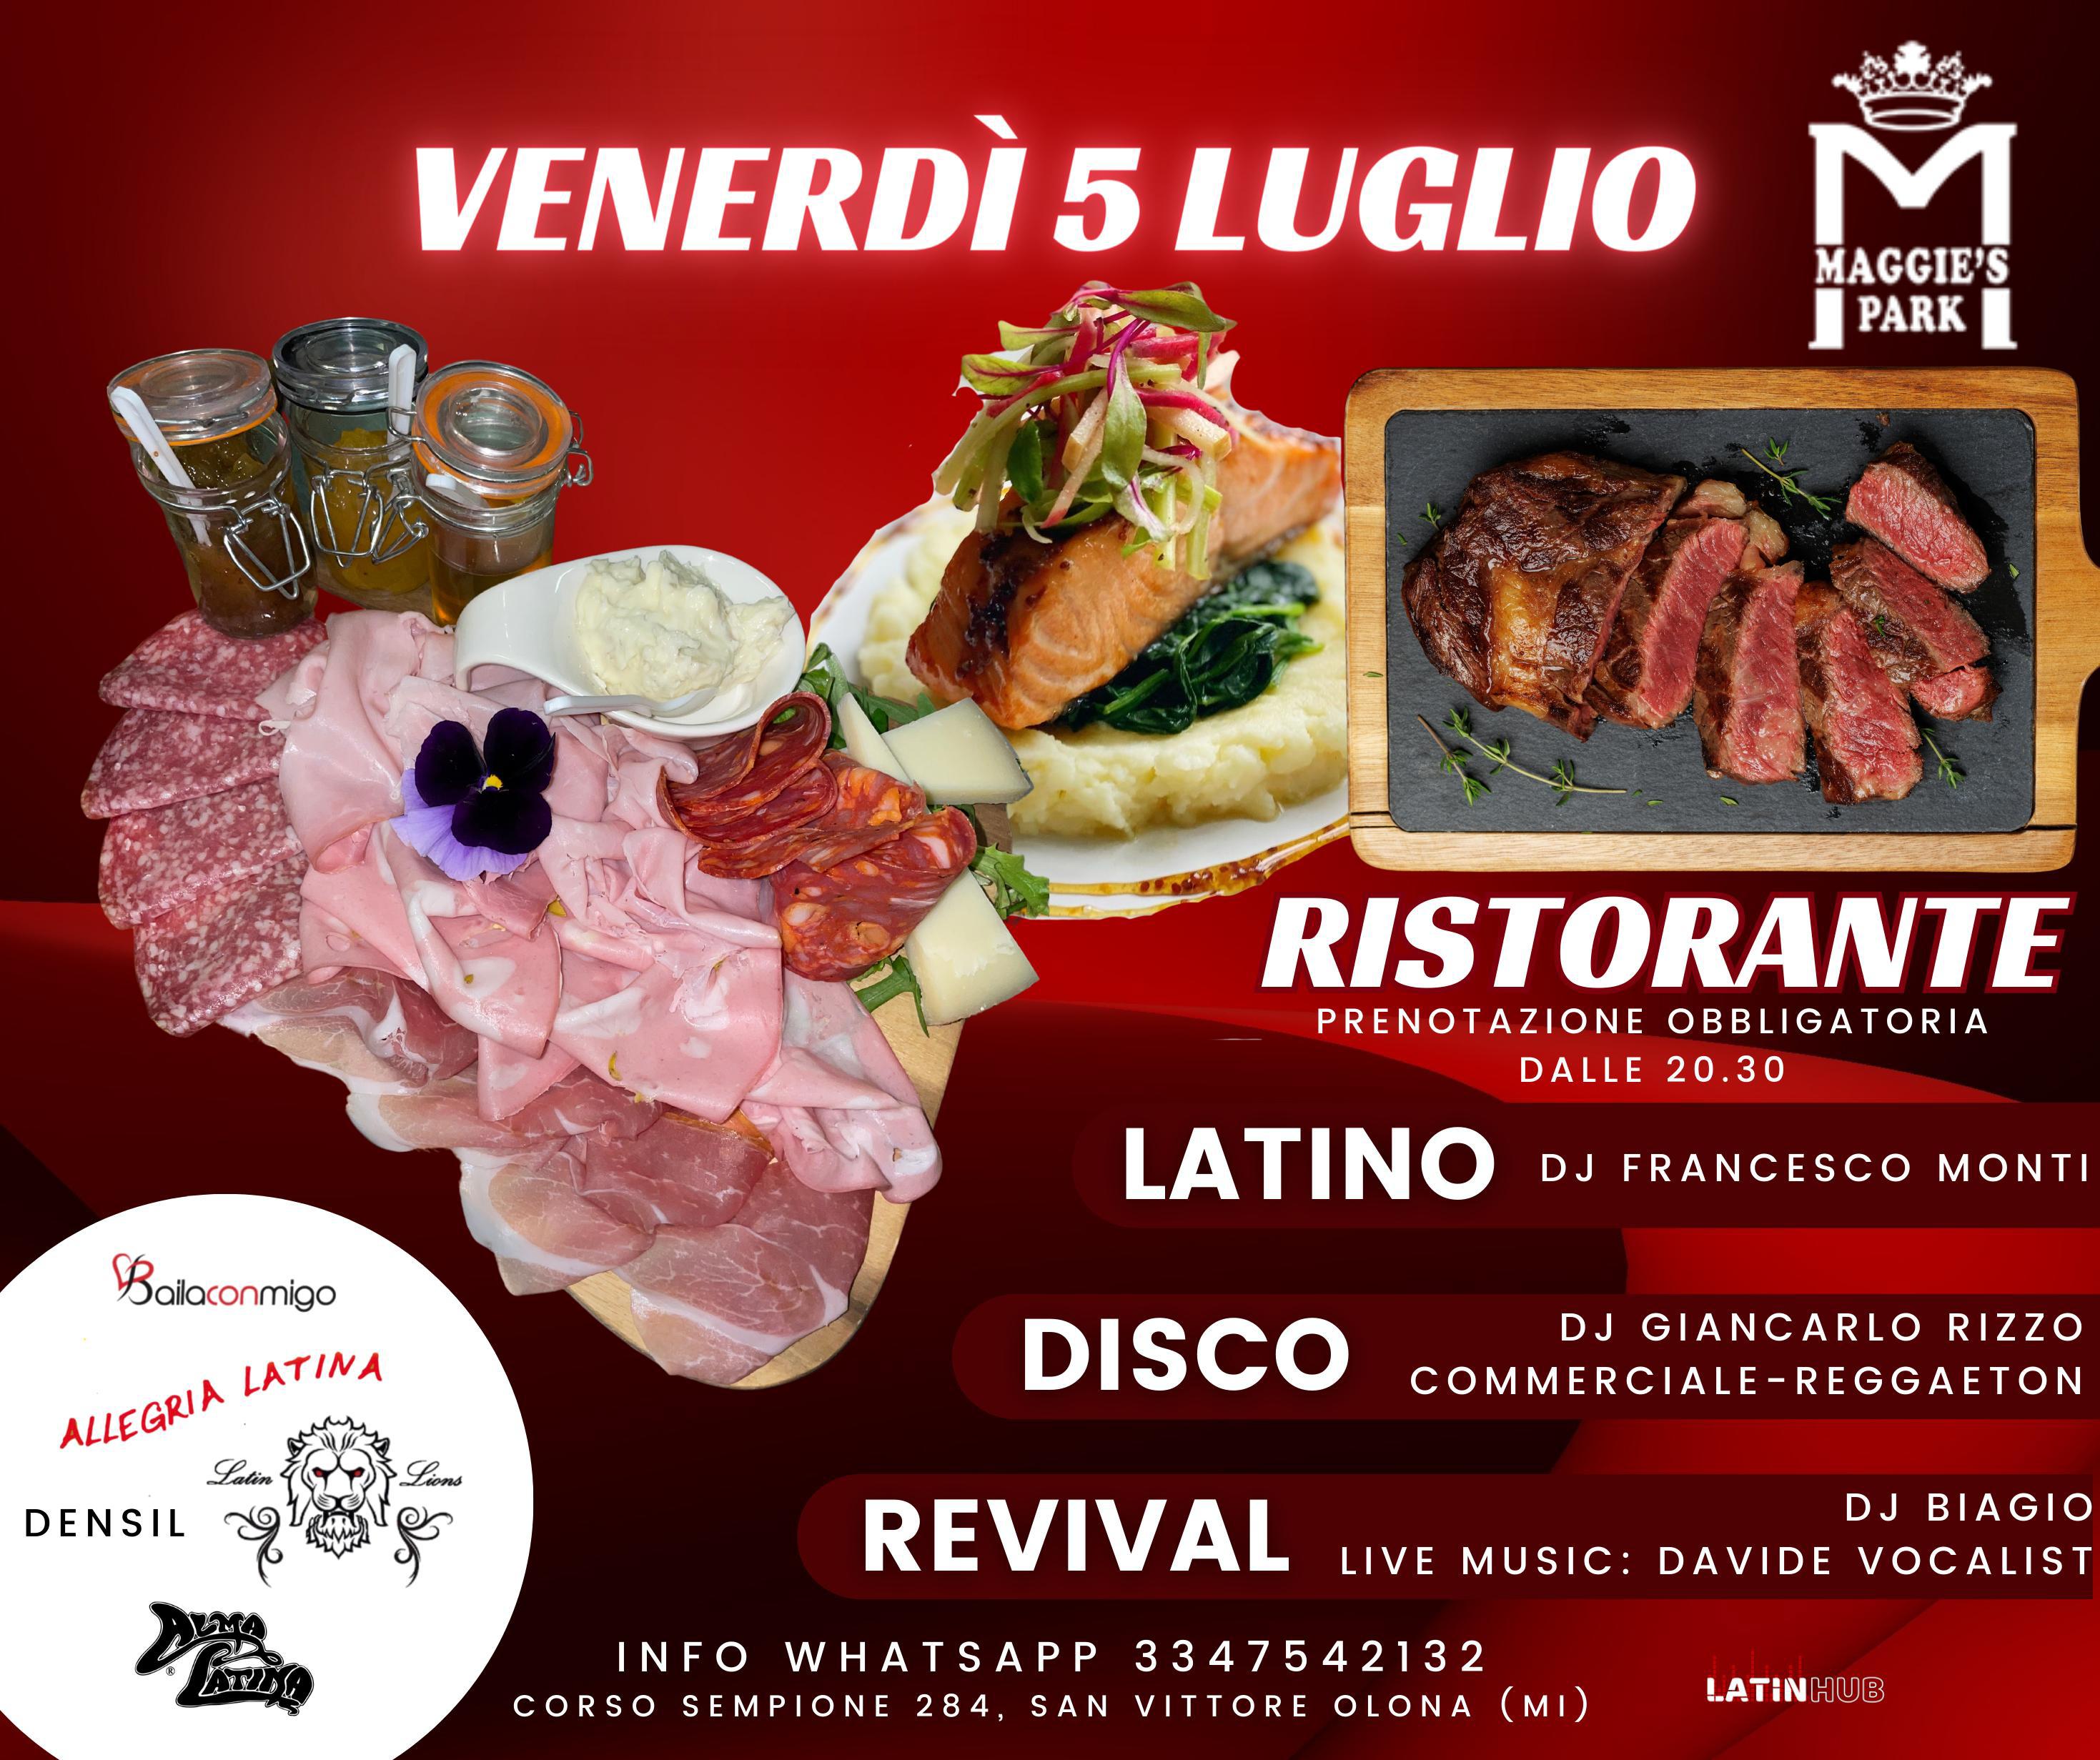 VENERDÌ 5 LUGLIO
MAGGIE'S
PARK
RISTORANTE
PRENOTAZIONE OBBLIGATORIA
DALLE 20.30
LATINO DJ FRANCESCO MONTI
DISCO DJ GIANCARLO RIZZO
COMMERCIALE-REGGAETON
REVIVAL DJ BIAGIO
LIVE MUSIC: DAVIDE VOCALIST
Bailaconmigo
ALLEGRIA LATINA
Latin Lions
DENSIL
ALMA
LATINA
®
INFO WHATSAPP 3347542132
CORSO SEMPIONE 284, SAN VITTORE OLONA (MI)
LATINHUB